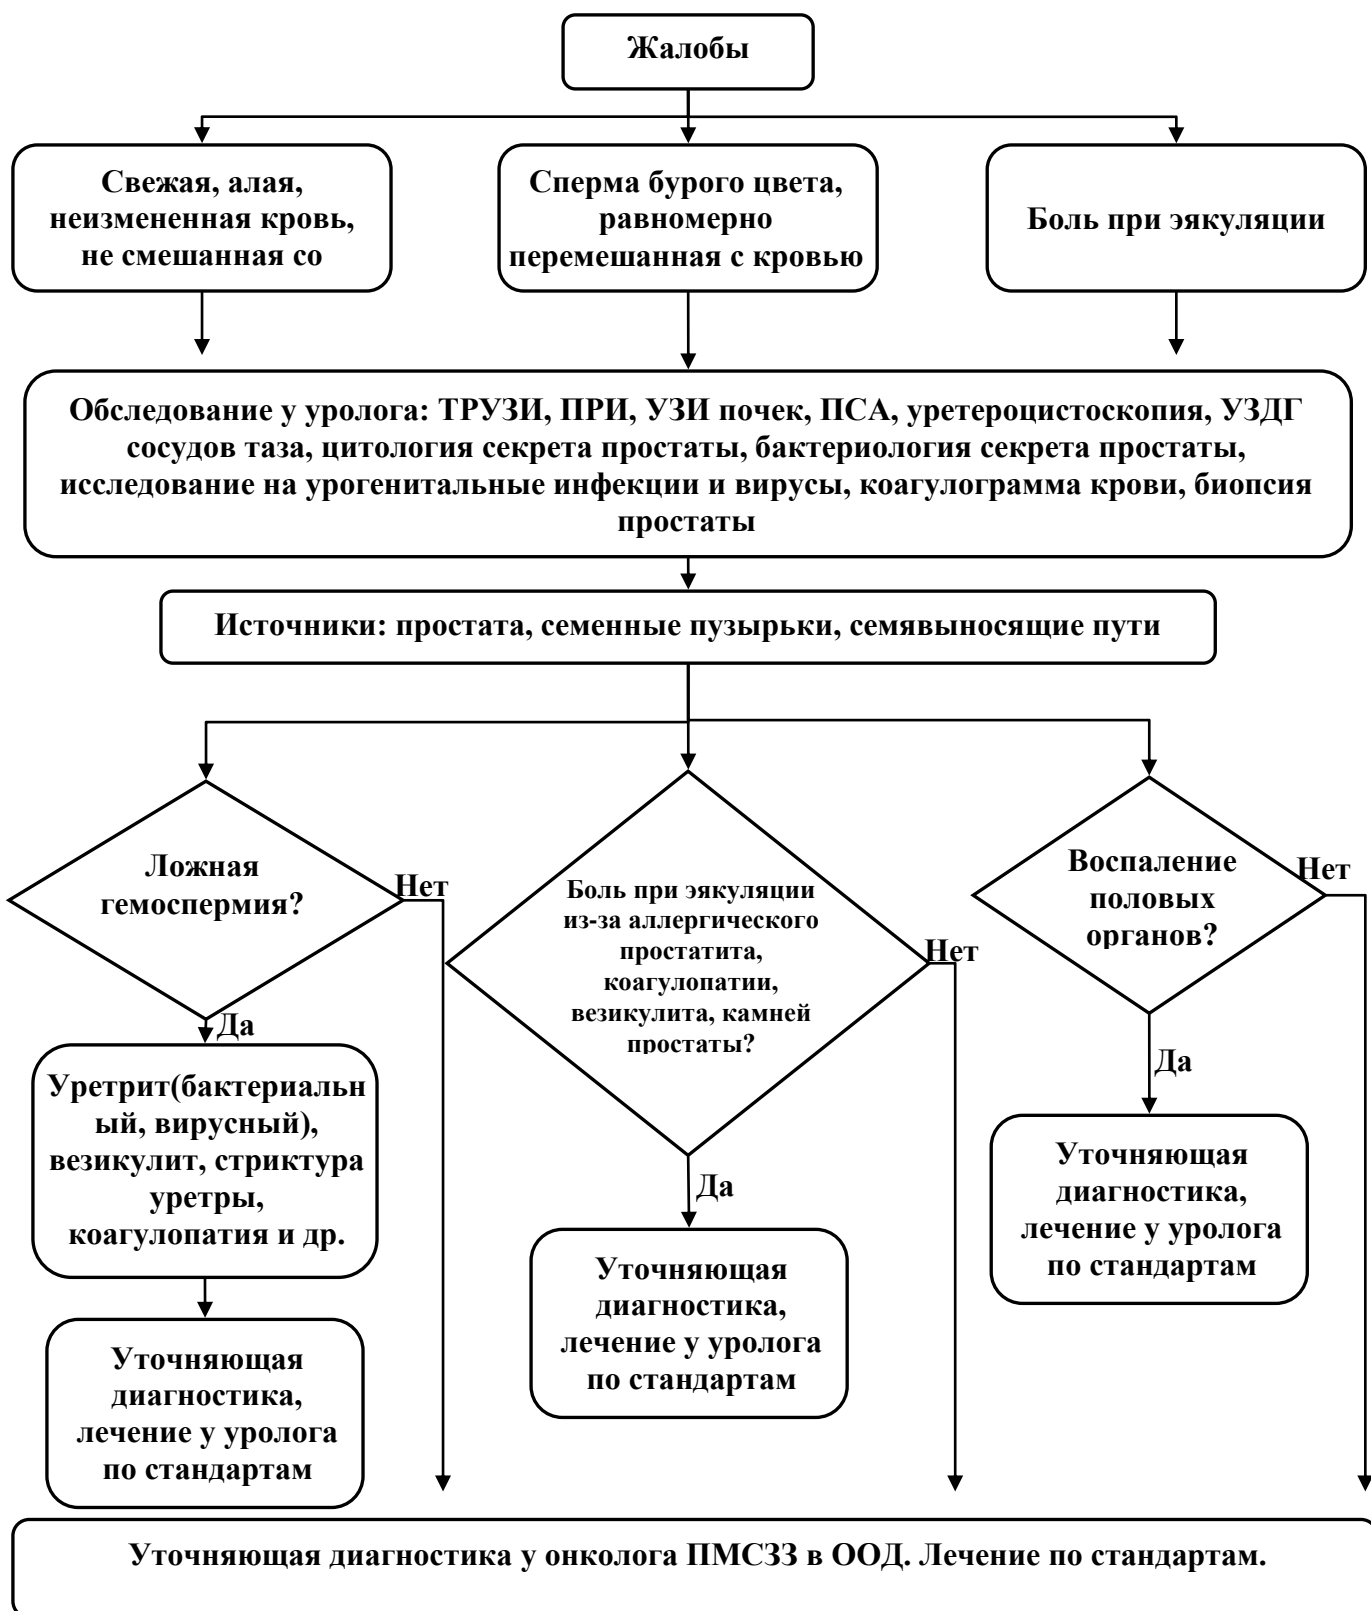 Жалобы
Свежая, алая,
неизмененная кровь,
не смешанная со
Сперма бурого цвета,
равномерно
перемешанная с кровью
Боль при эякуляции
Обследование у уролога: ТРУЗИ, ПРИ, УЗИ почек, ПСА, уретероцистоскопия, УЗДГ
сосудов таза, цитология секрета простаты, бактериология секрета простаты,
исследование на урогенитальные инфекции и вирусы, коагулограмма крови, биопсия
простаты
Источники: простата, семенные пузырьки, семявыносящие пути
Ложная
гемоспермия?
Нет
Да
Уретрит(бактериальн
ый, вирусный),
везикулит, стриктура
уретры,
коагулопатия и др.
Уточняющая
диагностика,
лечение у уролога
по стандартам
Боль при эякуляции
из-за аллергического
простатита,
коагулопатии,
везикулита, камней
простаты?
Нет
Да
Уточняющая
диагностика,
лечение у уролога
по стандартам
Воспаление
половых
органов?
Нет
Да
Уточняющая
диагностика,
лечение у уролога
по стандартам
Уточняющая диагностика у онколога ПМСЗЗ в ООД. Лечение по стандартам.